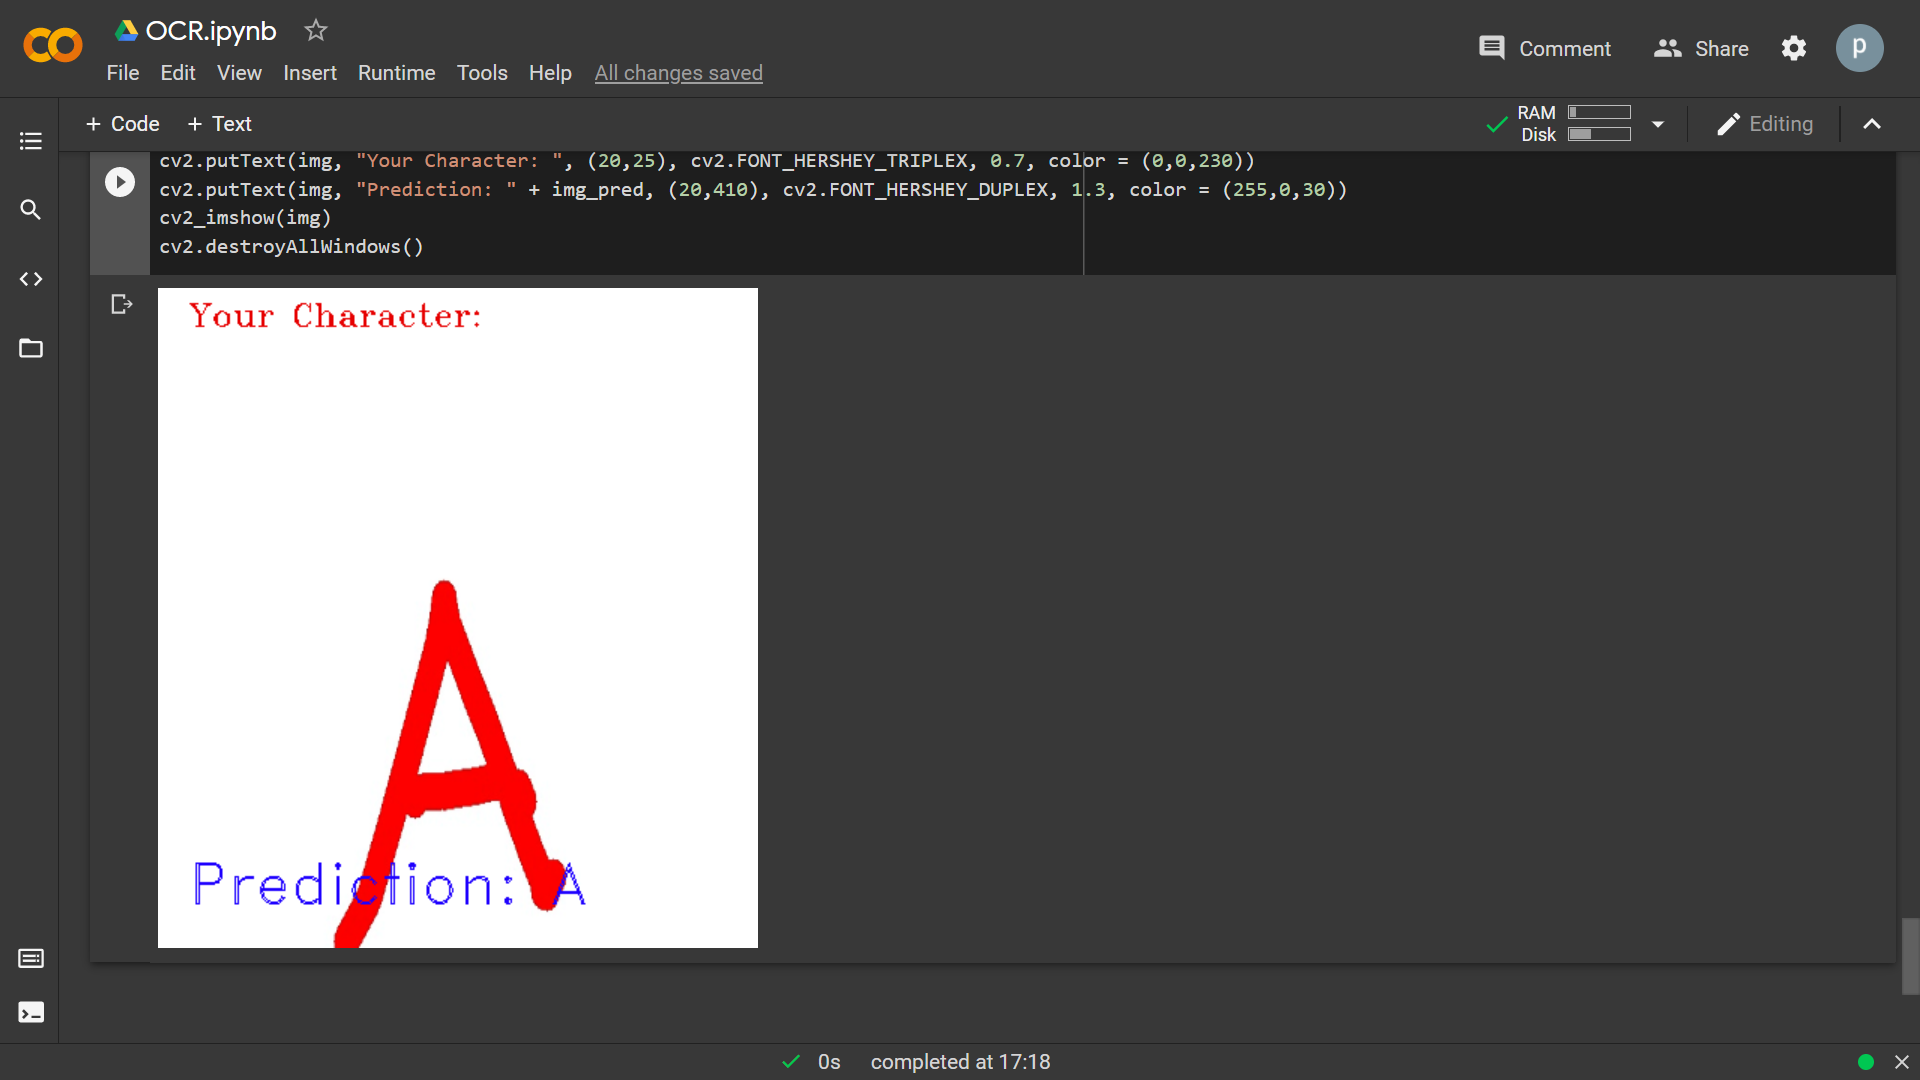 OCR.ipynb
File Edit View Insert Runtime Tools Help All changes saved
Comment Share p
+ Code + Text
RAM
Disk
Editing
cv2.putText(img, "Your Character: ", (20,25), cv2.FONT_HERSHEY_TRIPLEX, 0.7, color = (0,0,230))
cv2.putText(img, "Prediction: " + img_pred, (20,410), cv2.FONT_HERSHEY_DUPLEX, 1.3, color = (255,0,30))
cv2_imshow(img)
cv2.destroyAllWindows()
Your Character:
A
Prediction: A
0s completed at 17:18